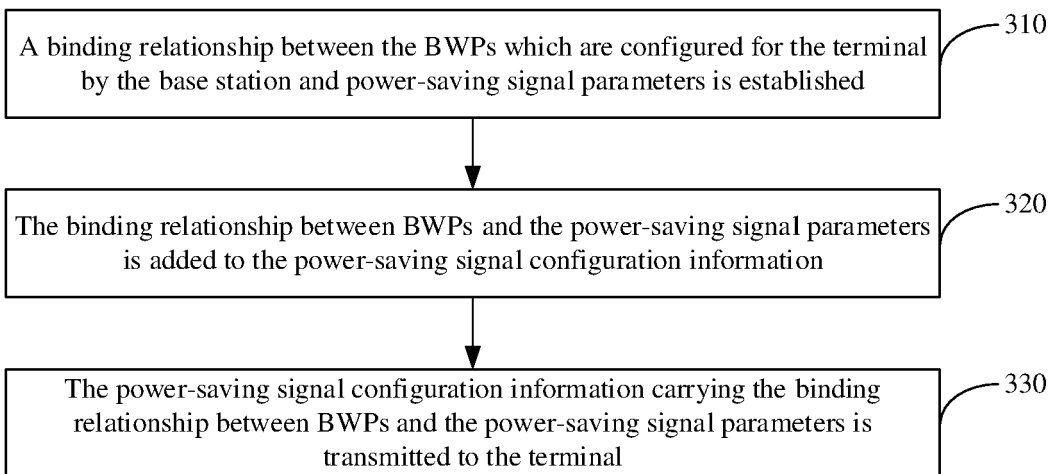 A binding relationship between the BWPs which are configured for the terminal
by the base station and power-saving signal parameters is established
310
The binding relationship between BWPs and the power-saving signal parameters
is added to the power-saving signal configuration information
320
The power-saving signal configuration information carrying the binding
relationship between BWPs and the power-saving signal parameters is
transmitted to the terminal
330